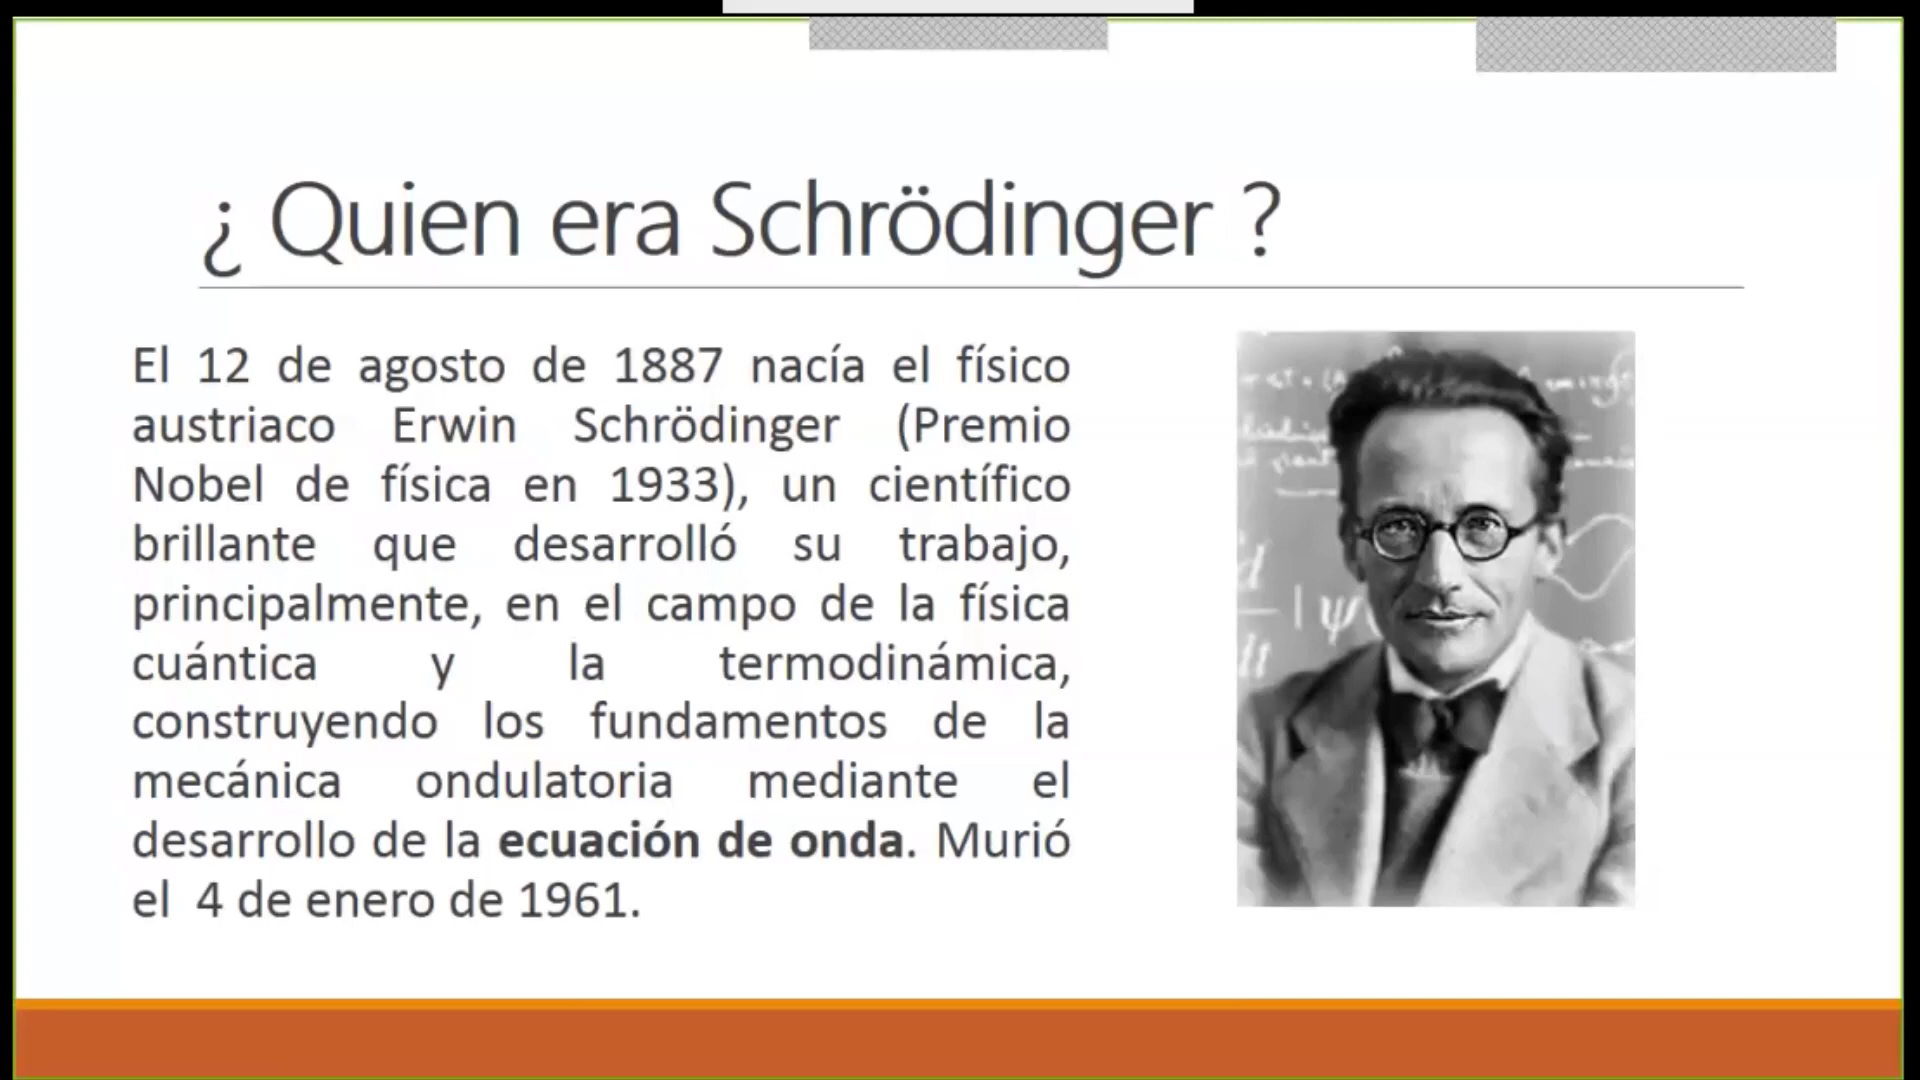 ¿ Quien era Schrödinger ?
El 12 de agosto de 1887 nacía el físico
austriaco Erwin Schrödinger (Premio
Nobel de física en 1933), un científico
brillante que desarrolló su trabajo,
principalmente, en el campo de la física
cuántica y la termodinámica,
construyendo los fundamentos de la
mecánica ondulatoria mediante el
desarrollo de la ecuación de onda. Murió
el 4 de enero de 1961.